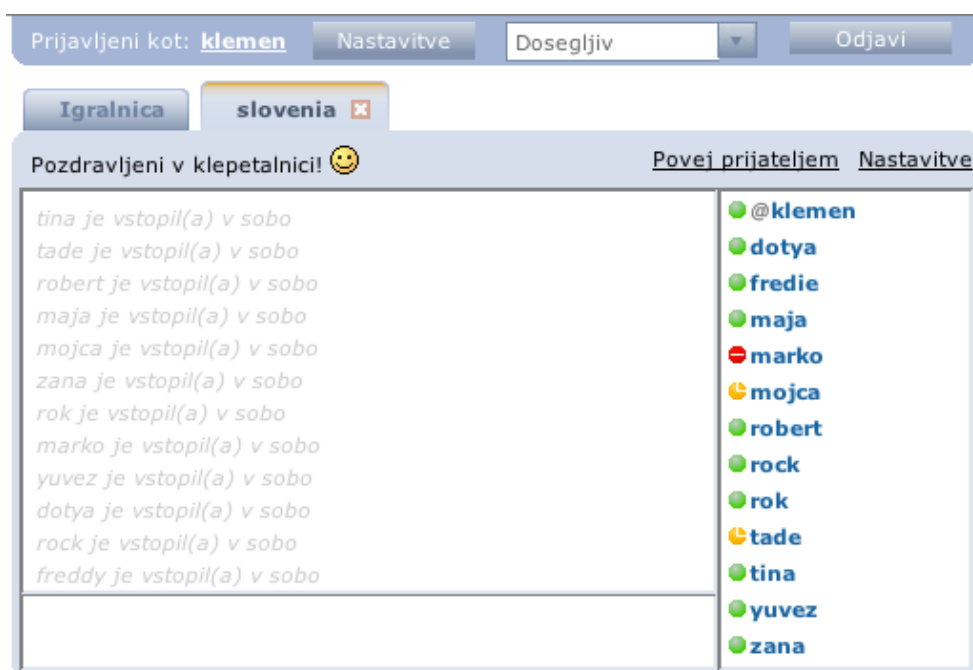 Prijavljeni kot: klemen Nastavitve Dosegljiv Odjavi
Igralnica slovenia
Pozdravljeni v klepetalnici! Povej prijateljem Nastavitve
tina je vstopil(a) v sobo
tade je vstopil(a) v sobo
robert je vstopil(a) v sobo
maja je vstopil(a) v sobo
mojca je vstopil(a) v sobo
zana je vstopil(a) v sobo
rok je vstopil(a) v sobo
marko je vstopil(a) v sobo
yuvez je vstopil(a) v sobo
dotya je vstopil(a) v sobo
rock je vstopil(a) v sobo
freddy je vstopil(a) v sobo
@klemen
dotya
fredie
maja
marko
mojca
robert
rock
rok
tade
tina
yuvez
zana